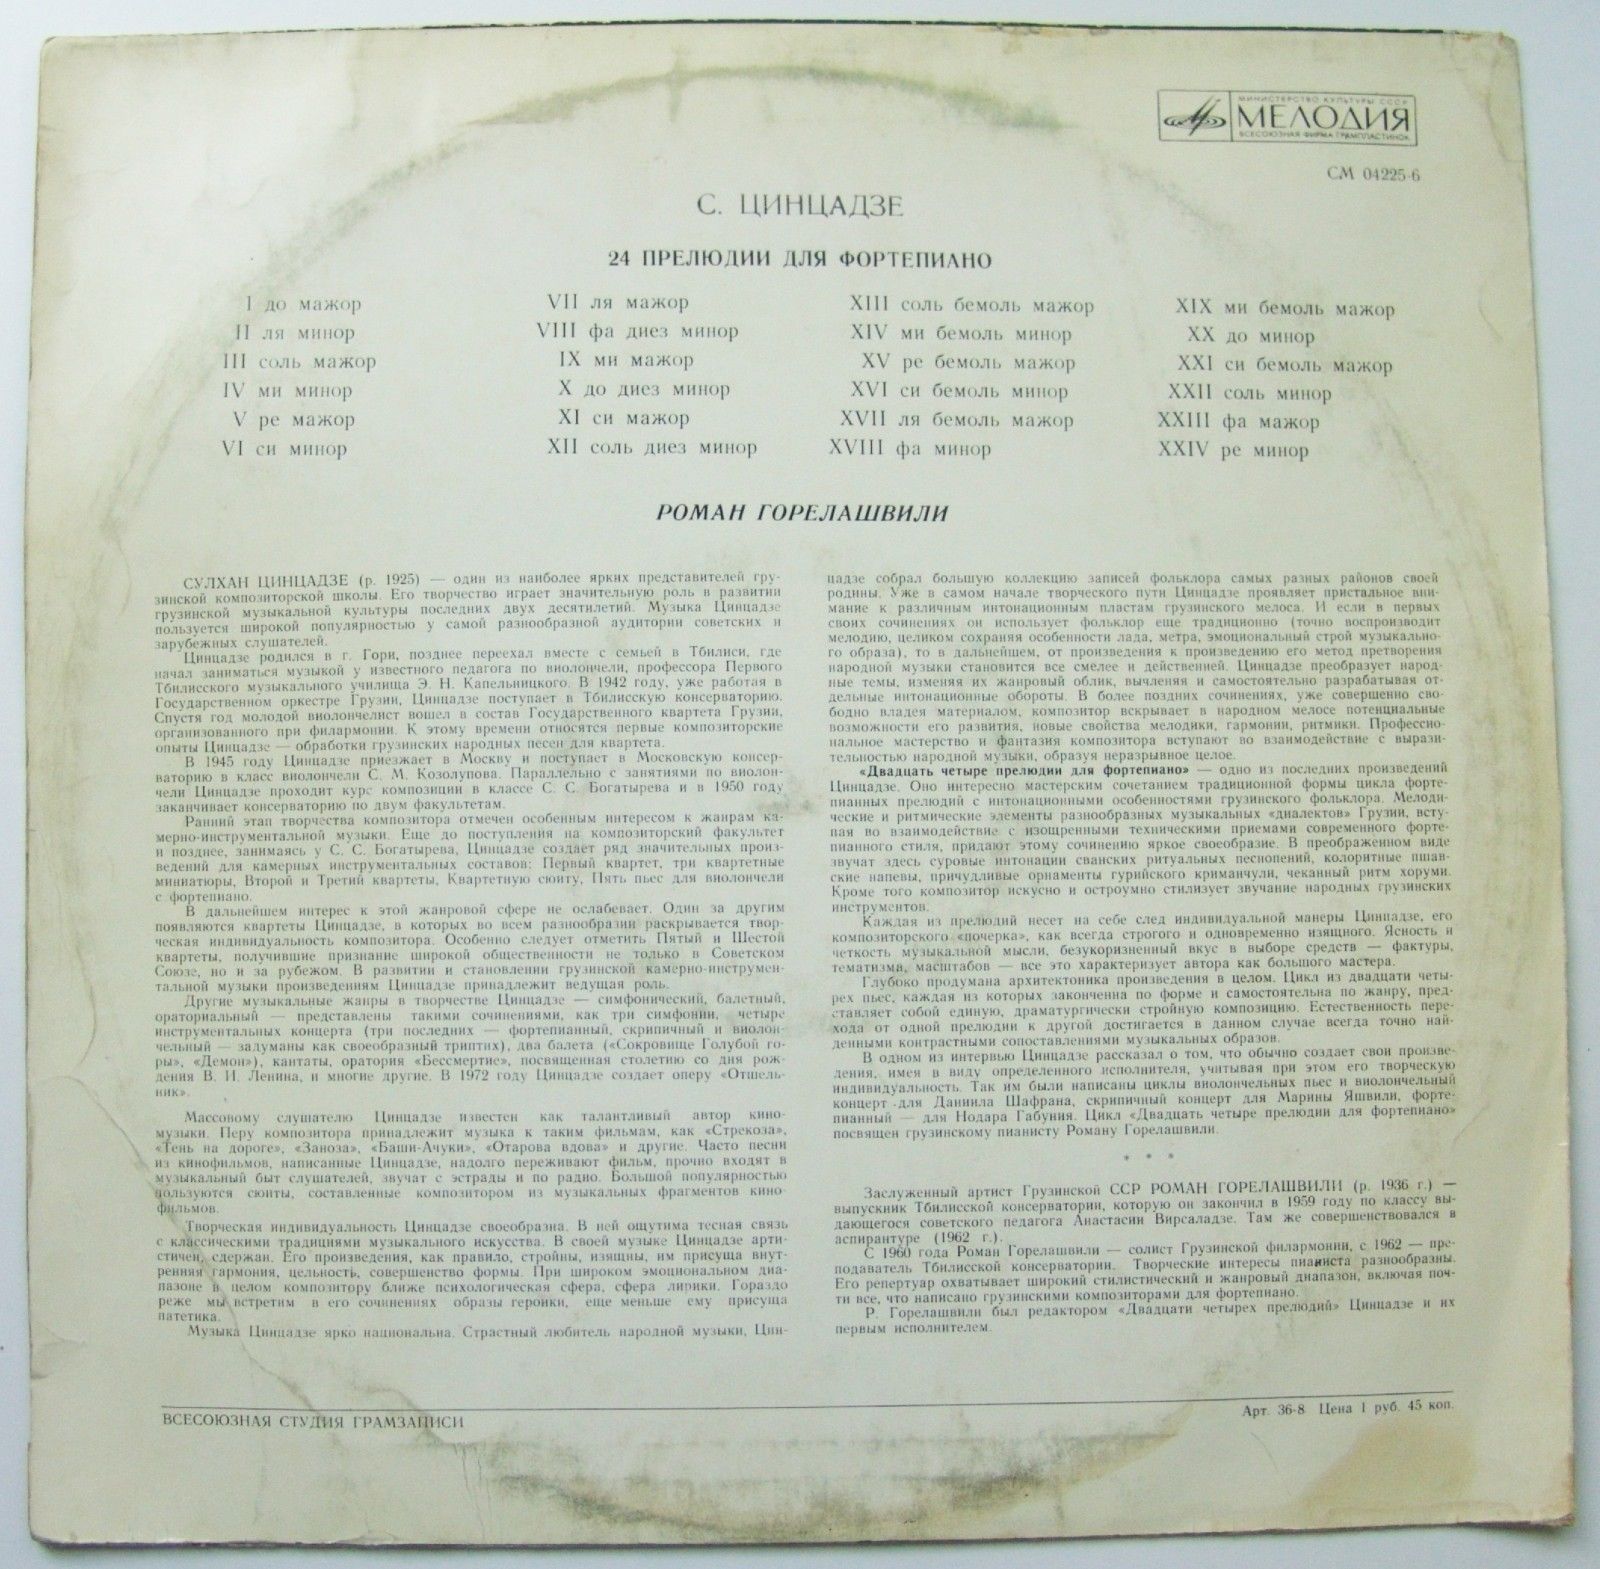 МИНИСТЕРСТВО КУЛЬТУРЫ СССР
МЕЛОДИЯ
ВСЕСОЮЗНАЯ ФИРМА ГРАМПЛАСТИНОК
СМ 04225-6
С. ЦИНЦАДЗЕ
24 ПРЕЛЮДИИ ДЛЯ ФОРТЕПИАНО
I до мажор
II ля минор
III соль мажор
IV ми минор
V ре мажор
VI си минор
VII ля мажор
VIII фа диез минор
IX ми мажор
X до диез минор
XI си мажор
XII соль диез минор
XIII соль бемоль мажор
XIV ми бемоль минор
XV ре бемоль мажор
XVI си бемоль минор
XVII ля бемоль мажор
XVIII фа минор
XIX ми бемоль мажор
XX до минор
XXI си бемоль мажор
XXII соль минор
XXIII фа мажор
XXIV ре минор
РОМАН ГОРЕЛАШВИЛИ
СУЛХАН ЦИНЦАДЗЕ (р. 1925) — один из наиболее ярких представителей гру-
зинской композиторской школы. Его творчество играет значительную роль в развитии
грузинской музыкальной культуры последних двух десятилетий. Музыка Цинцадзе
пользуется широкой популярностью у самой разнообразной аудитории советских и
зарубежных слушателей.
Цинцадзе родился в г. Гори, позднее переехал вместе с семьей в Тбилиси, где
начал заниматься музыкой у известного педагога по виолончели, профессора Первого
Тбилисского музыкального училища Э. Н. Капельницкого. В 1942 году, уже работая в
Государственном оркестре Грузии, Цинцадзе поступает в Тбилисскую консерваторию.
Спустя год молодой виолончелист вошел в состав Государственного квартета Грузии,
организованного при филармонии. К этому времени относятся первые композиторские
опыты Цинцадзе — обработки грузинских народных песен для квартета.
В 1945 году Цинцадзе приезжает в Москву и поступает в Московскую консер-
ваторию в класс виолончели С. М. Козолупова. Параллельно с занятиями по виолон-
чели Цинцадзе проходит курс композиции в классе С. С. Богатырева и в 1950 году
заканчивает консерваторию по двум факультетам.
Ранний этап творчества композитора отмечен особенным интересом к жанрам ка-
мерно-инструментальной музыки. Еще до поступления на композиторский факультет
и позднее, занимаясь у С. С. Богатырева, Цинцадзе создает ряд значительных произ-
ведений для камерных инструментальных составов: Первый квартет, три квартетные
миниатюры, Второй и Третий квартеты, Квартетную сюиту, Пять пьес для виолончели
с фортепиано.
В дальнейшем интерес к этой жанровой сфере не ослабевает. Один за другим
появляются квартеты Цинцадзе, в которых во всем разнообразии раскрывается твор-
ческая индивидуальность композитора. Особенно следует отметить Пятый и Шестой
квартеты, получившие признание широкой общественности не только в Советском
Союзе, но и за рубежом. В развитии и становлении грузинской камерно-инструмен-
тальной музыки произведениям Цинцадзе принадлежит ведущая роль.
Другие музыкальные жанры в творчестве Цинцадзе — симфонический, балетный,
ораториальный — представлены такими сочинениями, как три симфонии, четыре
инструментальных концерта (три последних — фортепианный, скрипичный и виолон-
чельный — задуманы как своеобразный триптих), два балета («Сокровище Голубой го-
ры», «Демон»), кантаты, оратория «Бессмертие», посвященная столетию со дня рож-
дения В. И. Ленина, и многие другие. В 1972 году Цинцадзе создает оперу «Отшель-
ник».
Массовому слушателю Цинцадзе известен как талантливый автор кино-
музыки. Перу композитора принадлежит музыка к таким фильмам, как «Стрекоза»,
«Тень на дороге», «Заноза», «Баши-Ачуки», «Отарова вдова» и другие. Часто песни
из кинофильмов, написанные Цинцадзе, надолго переживают фильм, прочно входят в
музыкальный быт слушателей, звучат с эстрады и по радио. Большой популярностью
пользуются сюиты, составленные композитором из музыкальных фрагментов кино-
фильмов.
Творческая индивидуальность Цинцадзе своеобразна. В ней ощутима тесная связь
с классическими традициями музыкального искусства. В своей музыке Цинцадзе арти-
стичен, сдержан. Его произведения, как правило, стройны, изящны, им присуща внут-
ренняя гармония, цельность, совершенство формы. При широком эмоциональном диа-
пазоне в целом композитору ближе психологическая сфера, сфера лирики. Гораздо
реже мы встретим в его сочинениях образы героики, еще меньше ему присуща
патетика.
Музыка Цинцадзе ярко национальна. Страстный любитель народной музыки, Цин-
цадзе собрал большую коллекцию записей фольклора самых разных районов своей
родины. Уже в самом начале творческого пути Цинцадзе проявляет пристальное вни-
мание к различным интонационным пластам грузинского мелоса. И если в первых
своих сочинениях он использует фольклор еще традиционно (точно воспроизводит
мелодию, целиком сохраняя особенности лада, метра, эмоциональный строй музыкально-
го образа), то в дальнейшем, от произведения к произведению его метод претворения
народной музыки становится все смелее и действенней. Цинцадзе преобразует народ-
ные темы, изменяя их жанровый облик, вычленяя и самостоятельно разрабатывая от-
дельные интонационные обороты. В более поздних сочинениях, уже совершенно сво-
бодно владея материалом, композитор вскрывает в народном мелосе потенциальные
возможности его развития, новые свойства мелодики, гармонии, ритмики. Профессио-
нальное мастерство и фантазия композитора вступают во взаимодействие с вырази-
тельностью народной музыки, образуя неразрывное целое.
«Двадцать четыре прелюдии для фортепиано» — одно из последних произведений
Цинцадзе. Оно интересно мастерским сочетанием традиционной формы цикла форте-
пианных прелюдий с интонационными особенностями грузинского фольклора. Мелоди-
ческие и ритмические элементы разнообразных музыкальных «диалектов» Грузии, всту-
пая во взаимодействие с изощренными техническими приемами современного форте-
пианного стиля, придают этому сочинению яркое своеобразие. В преображенном виде
звучат здесь суровые интонации сванских ритуальных песнопений, колоритные пшав-
ские напевы, причудливые орнаменты гурийского криманчули, чеканный ритм хоруми.
Кроме того композитор искусно и остроумно стилизует звучание народных грузинских
инструментов.
Каждая из прелюдий несет на себе след индивидуальной манеры Цинцадзе, его
композиторского «почерка», как всегда строгого и одновременно изящного. Ясность и
четкость музыкальной мысли, безукоризненный вкус в выборе средств — фактуры,
тематизма, масштабов — все это характеризует автора как большого мастера.
Глубоко продумана архитектоника произведения в целом. Цикл из двадцати четы-
рех пьес, каждая из которых закончена по форме и самостоятельна по жанру, пред-
ставляет собой единую, драматургически стройную композицию. Естественность пере-
хода от одной прелюдии к другой достигается в данном случае всегда точно най-
денными контрастными сопоставлениями музыкальных образов.
В одном из интервью Цинцадзе рассказал о том, что обычно создает свои произве-
дения, имея в виду определенного исполнителя, учитывая при этом его творческую
индивидуальность. Так им были написаны циклы виолончельных пьес и виолончельный
концерт для Даниила Шафрана, скрипичный концерт для Марины Яшвили, форте-
пианный — для Нодара Габуния. Цикл «Двадцать четыре прелюдии для фортепиано»
посвящен грузинскому пианисту Роману Горелашвили.
* * *
Заслуженный артист Грузинской ССР РОМАН ГОРЕЛАШВИЛИ (р. 1936 г.) —
выпускник Тбилисской консерватории, которую он закончил в 1959 году по классу вы-
дающегося советского педагога Анастасии Вирсаладзе. Там же совершенствовался в
аспирантуре (1962 г.).
С 1960 года Роман Горелашвили — солист Грузинской филармонии, с 1962 — пре-
подаватель Тбилисской консерватории. Творческие интересы пианиста разнообразны.
Его репертуар охватывает широкий стилистический и жанровый диапазон, включая поч-
ти все, что написано грузинскими композиторами для фортепиано.
Р. Горелашвили был редактором «Двадцати четырех прелюдий» Цинцадзе и их
первым исполнителем.
ВСЕСОЮЗНАЯ СТУДИЯ ГРАМЗАПИСИ
Арт. 36-8 Цена 1 руб. 45 коп.